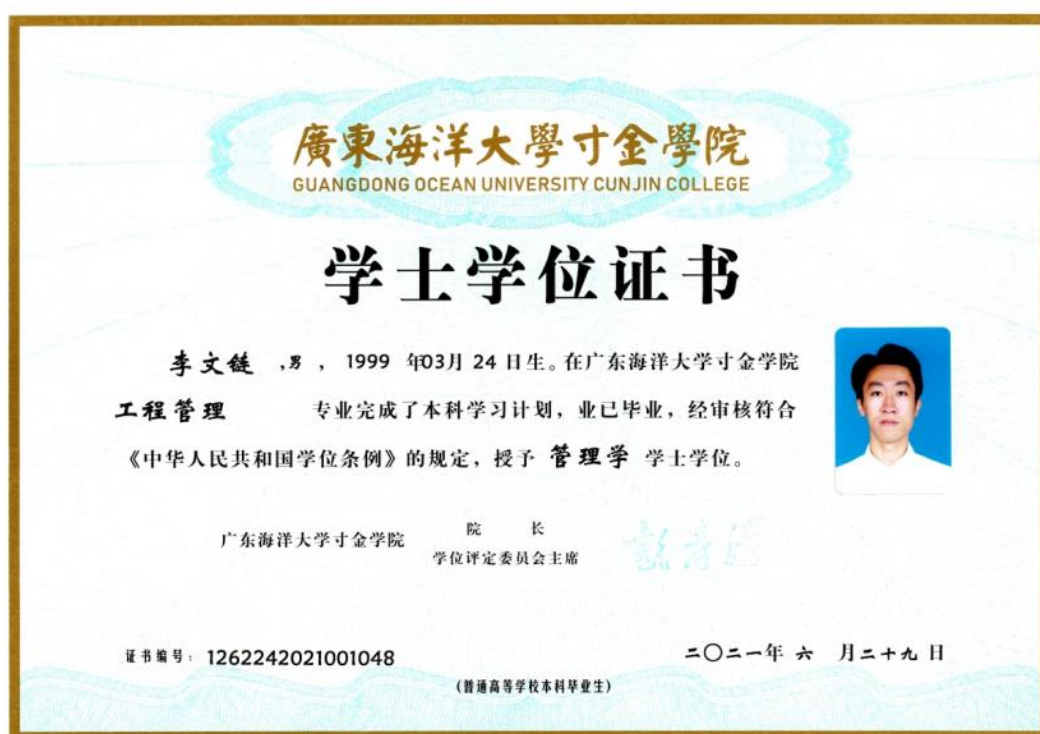 廣東海洋大學寸金學院
GUANGDONG OCEAN UNIVERSITY CUNJIN COLLEGE
学士学位证书
李文链 ,男 , 1999 年03月 24 日生。在广东海洋大学寸金学院
工程管理 专业完成了本科学习计划，业已毕业，经审核符合
《中华人民共和国学位条例》的规定，授予 管理学 学士学位。
院 长
广东海洋大学寸金学院
学位评定委员会主席
证书编号：1262242021001048
二〇二一年 六 月二十九 日
(普通高等学校本科毕业生)